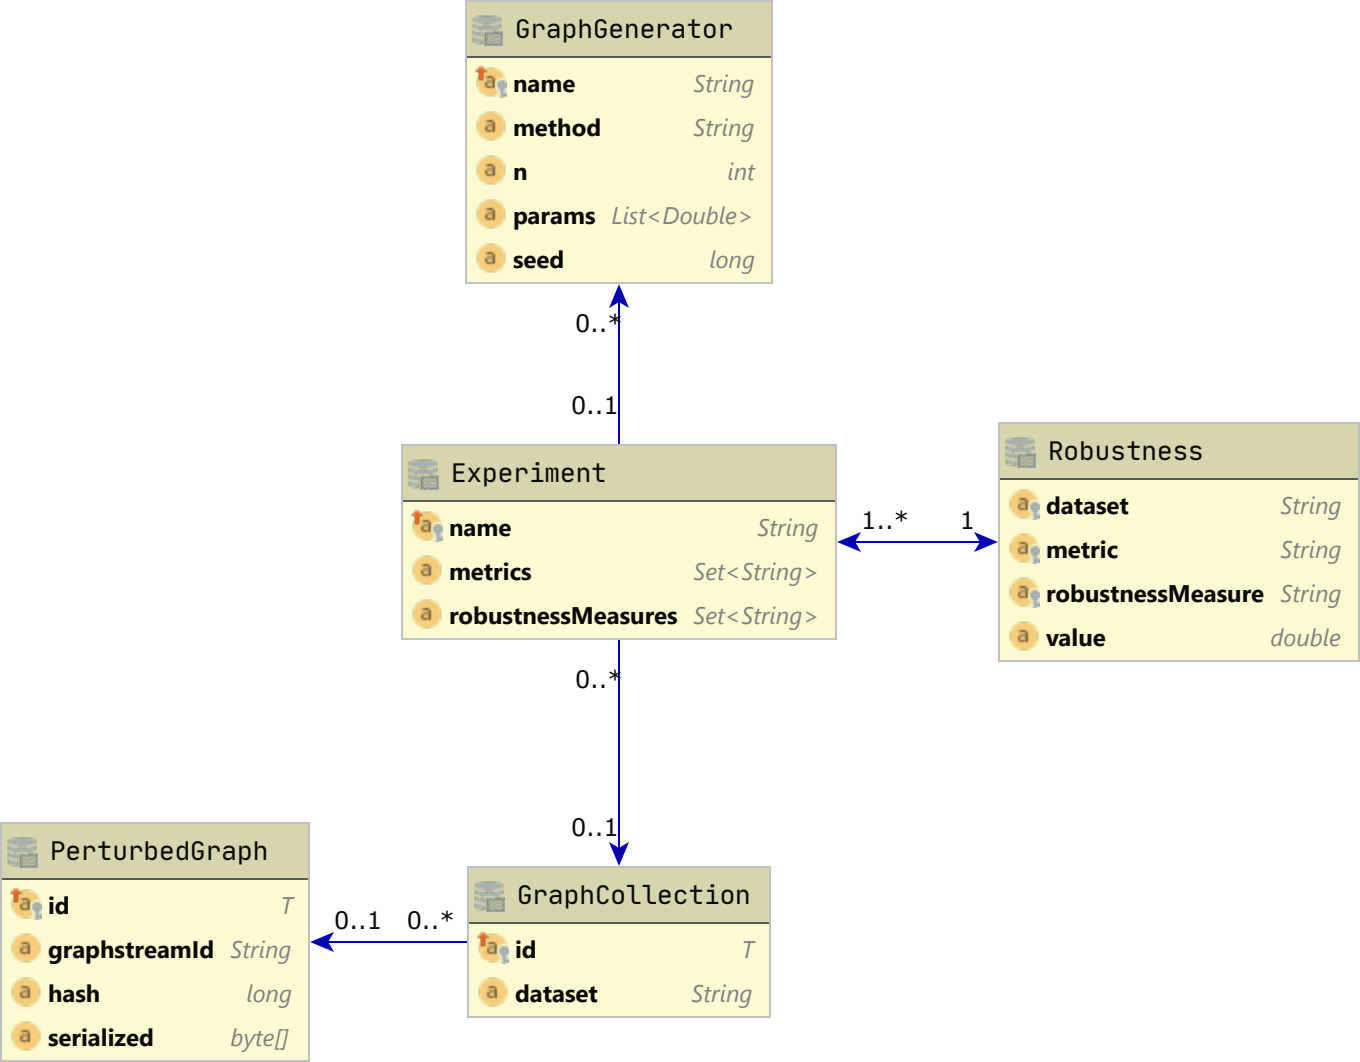 GraphGenerator
name String
method String
n int
params List<Double>
seed long
0..*
0..1
Experiment
name String
metrics Set<String>
robustnessMeasures Set<String>
1..* 1
Robustness
dataset String
metric String
robustnessMeasure String
value double
0..*
0..1
PerturbedGraph
id T
graphstreamId String
hash long
serialized byte[]
0..1 0..*
GraphCollection
id T
dataset String